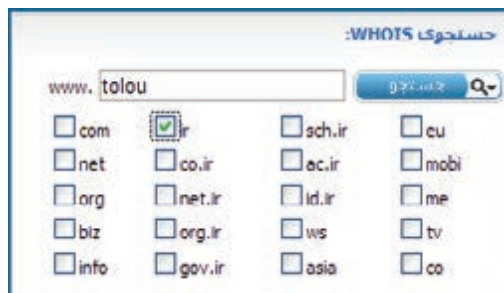 جستجوی WHOIS:
www. tolou جستجو
com ir sch.ir eu
net co.ir ac.ir mobi
org net.ir id.ir me
biz org.ir ws tv
info gov.ir asia co